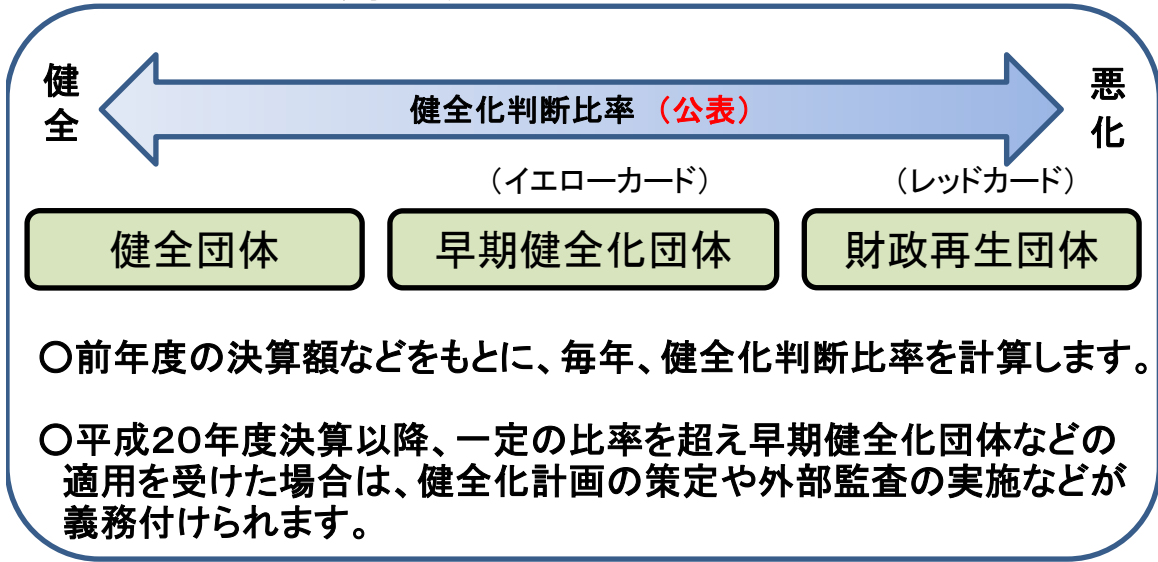 健全
健全化判断比率（公表）
悪化
（イエローカード）
（レッドカード）
健全団体
早期健全化団体
財政再生団体
○前年度の決算額などをもとに、毎年、健全化判断比率を計算します。
○平成２０年度決算以降、一定の比率を超え早期健全化団体などの
適用を受けた場合は、健全化計画の策定や外部監査の実施などが
義務付けられます。